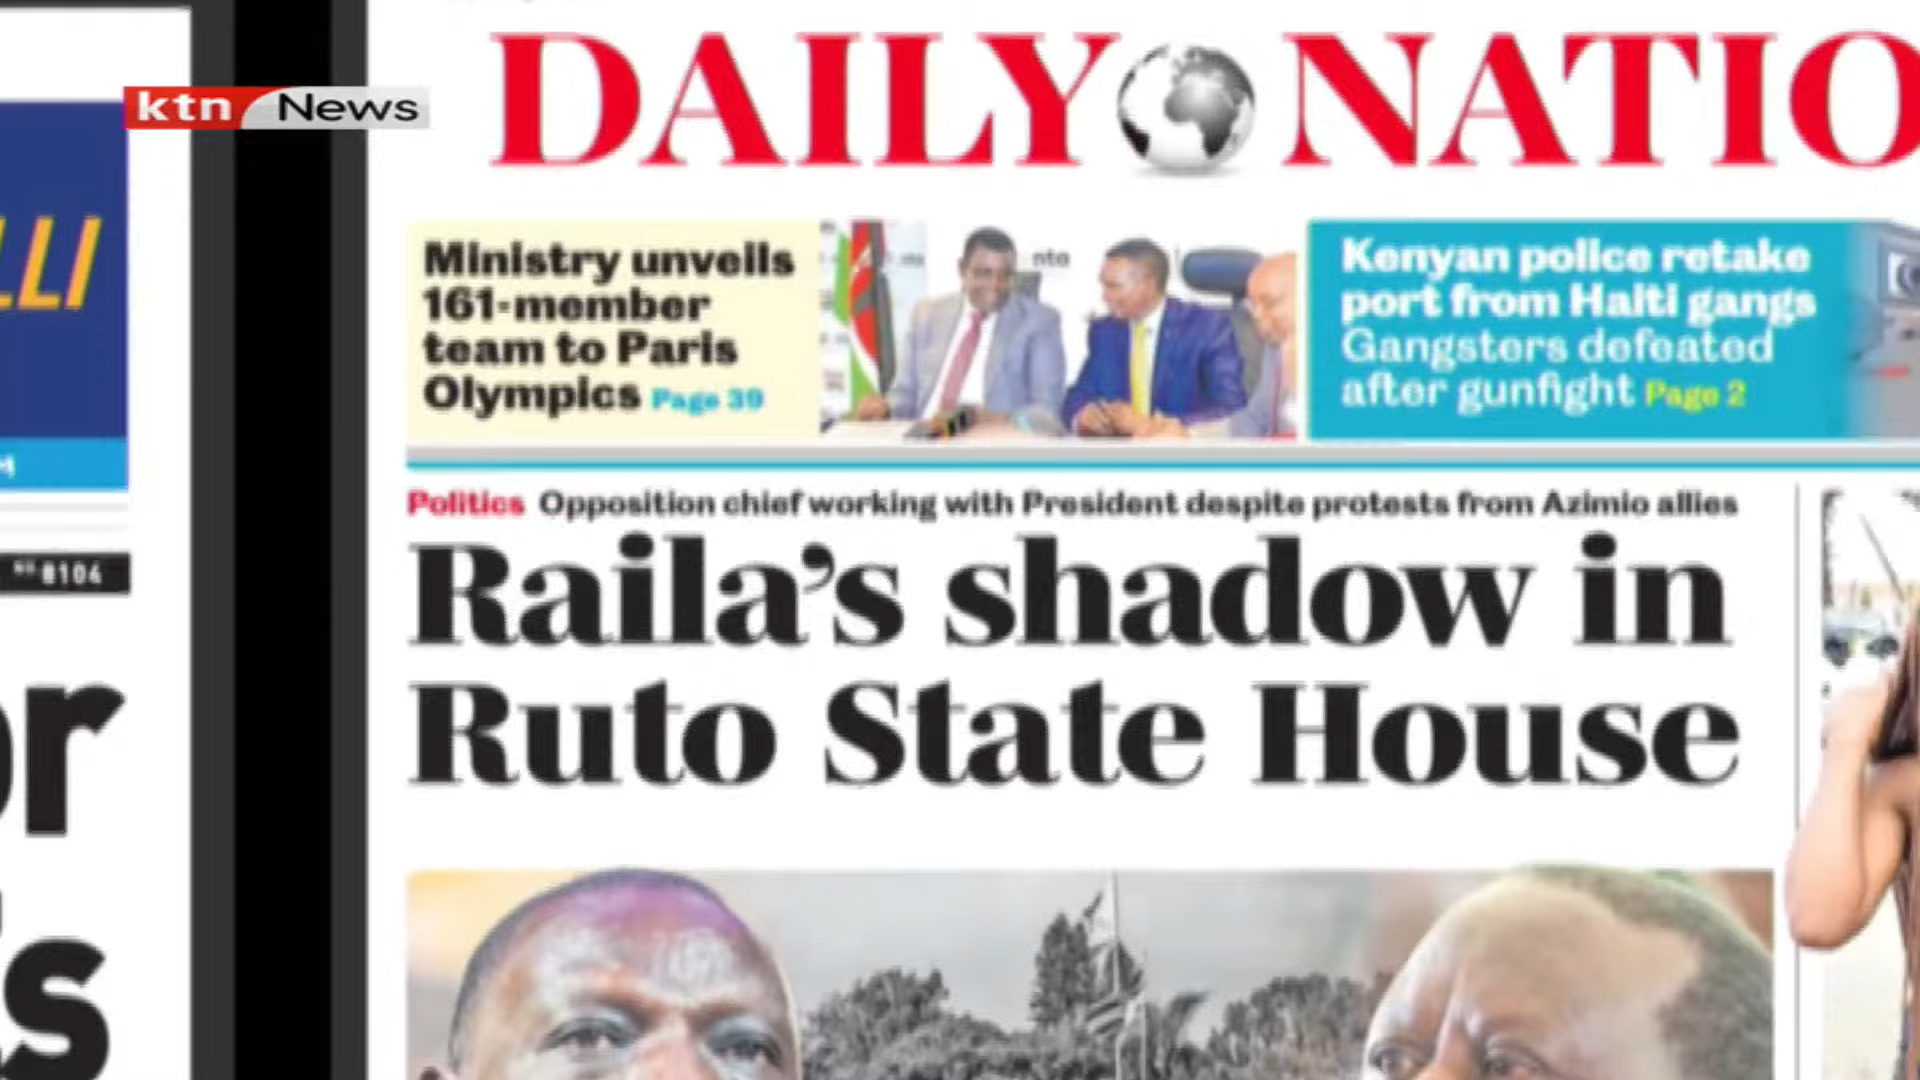 ktn News
DAILY NATIO
Ministry unveils
161-member
team to Paris
Olympics Page 39
Kenyan police retake
port from Haiti gangs
Gangsters defeated
after gunfight Page 2
Politics Opposition chief working with President despite protests from Azimio allies
Raila's shadow in
Ruto State House
LLI
No 8104
or
's